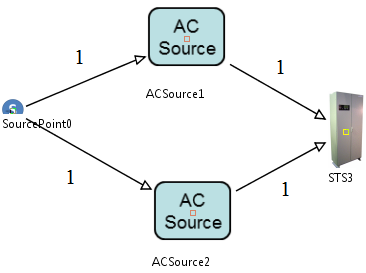 AC
Source
1
1
ACSource1
S
SourcePoint0
STS3
1
1
AC
Source
ACSource2